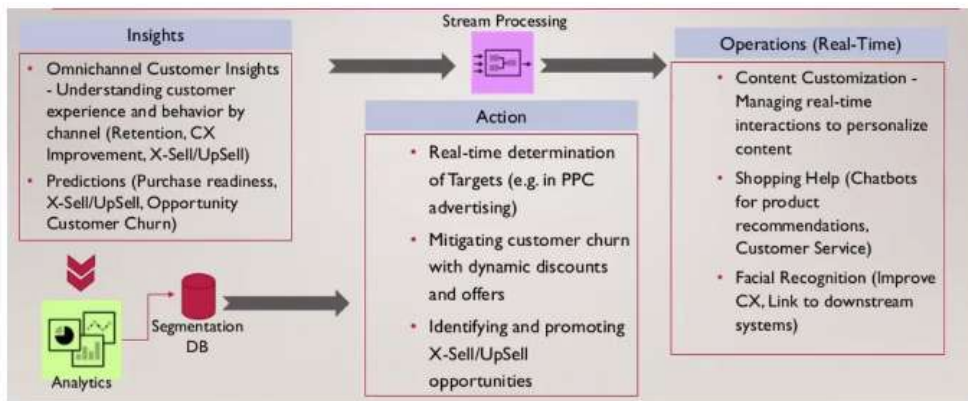 Stream Processing
Insights
• Omnichannel Customer Insights
- Understanding customer
experience and behavior by
channel (Retention, CX
Improvement, X-Sell/UpSell)
• Predictions (Purchase readiness,
X-Sell/UpSell, Opportunity
Customer Churn)
Analytics
Segmentation
DB
Action
• Real-time determination
of Targets (e.g. in PPC
advertising)
• Mitigating customer churn
with dynamic discounts
and offers
• Identifying and promoting
X-Sell/UpSell
opportunities
Operations (Real-Time)
• Content Customization -
Managing real-time
interactions to personalize
content
• Shopping Help (Chatbots
for product
recommendations,
Customer Service)
• Facial Recognition (Improve
CX, Link to downstream
systems)